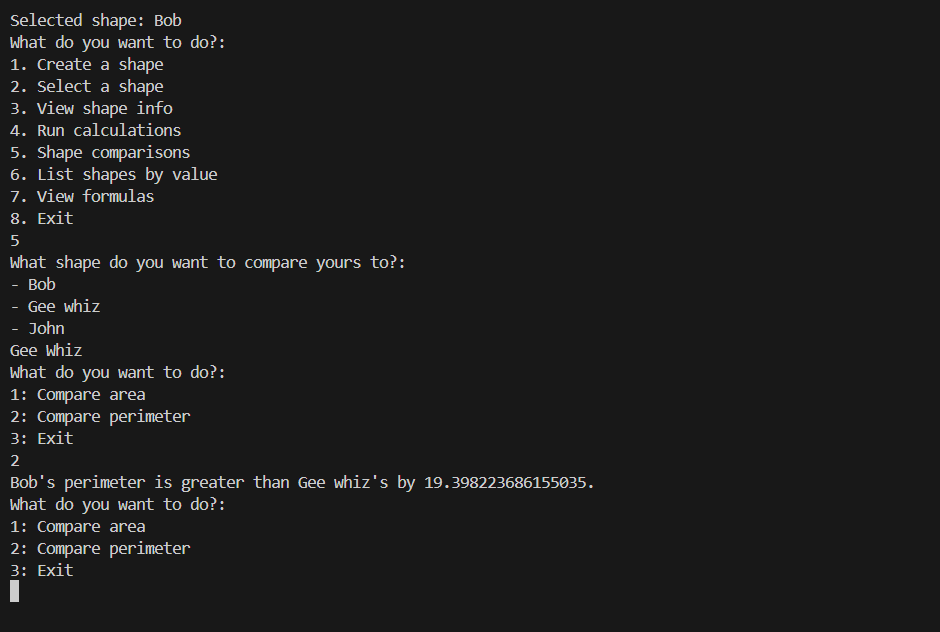 Selected shape: Bob
What do you want to do?:
1. Create a shape
2. Select a shape
3. View shape info
4. Run calculations
5. Shape comparisons
6. List shapes by value
7. View formulas
8. Exit
5
What shape do you want to compare yours to?:
- Bob
- Gee whiz
- John
Gee Whiz
What do you want to do?:
1: Compare area
2: Compare perimeter
3: Exit
2
Bob's perimeter is greater than Gee whiz's by 19.398223686155035.
What do you want to do?:
1: Compare area
2: Compare perimeter
3: Exit